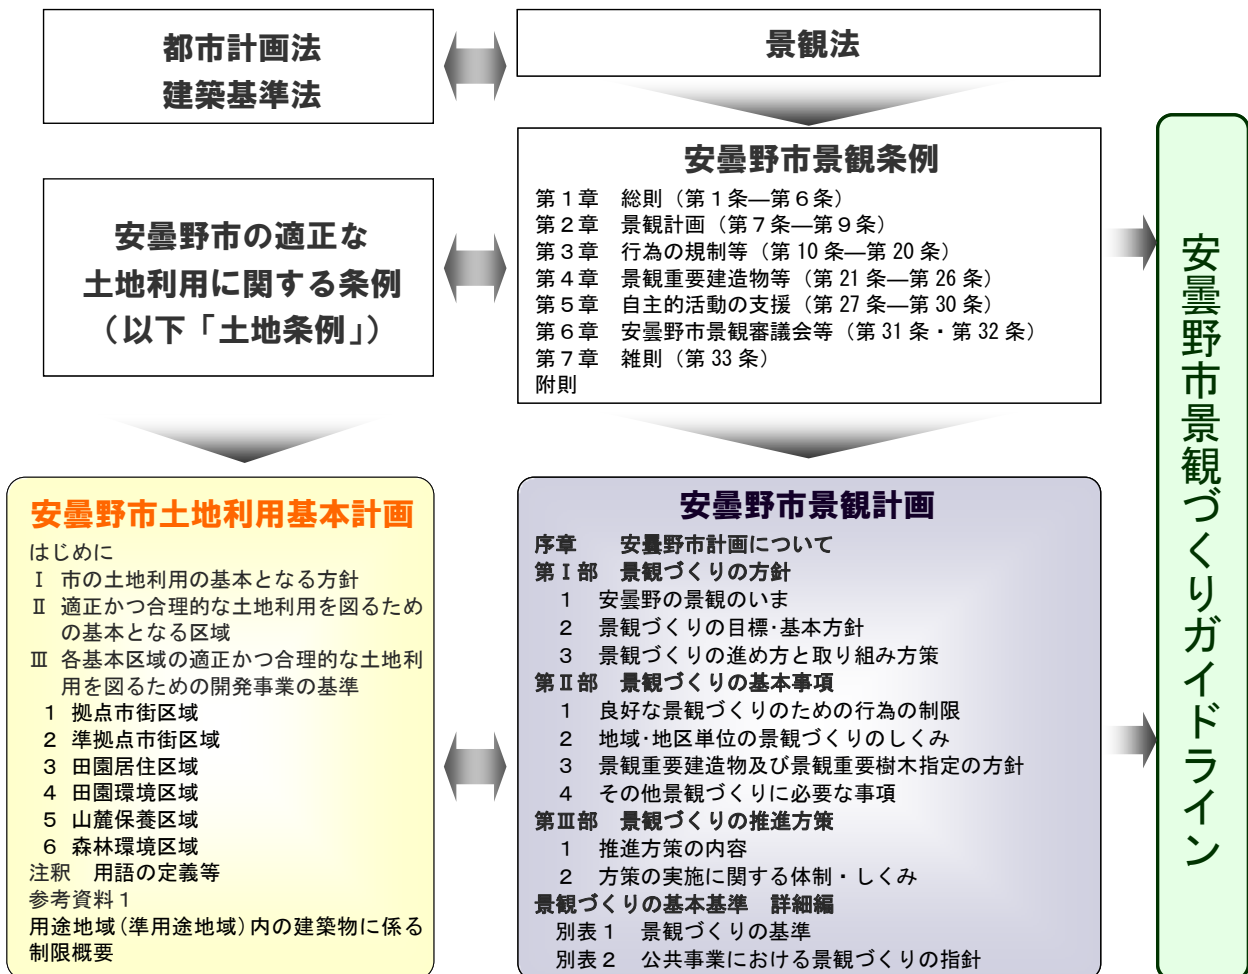 都市計画法
建築基準法
景観法
安曇野市の適正な
土地利用に関する条例
(以下「土地条例」)
安曇野市景観条例
第1章 総則(第1条―第6条)
第2章 景観計画(第7条―第9条)
第3章 行為の規制等(第10条―第20条)
第4章 景観重要建造物等(第21条―第26条)
第5章 自主的活動の支援(第27条―第30条)
第6章 安曇野市景観審議会等(第31条・第32条)
第7章 雑則(第33条)
附則
安曇野市土地利用基本計画
はじめに
Ⅰ 市の土地利用の基本となる方針
Ⅱ 適正かつ合理的な土地利用を図るため
の基本となる区域
Ⅲ 各基本区域の適正かつ合理的な土地利
用を図るための開発事業の基準
1 拠点市街区域
2 準拠点市街区域
3 田園居住区域
4 田園環境区域
5 山麓保養区域
6 森林環境区域
注釈 用語の定義等
参考資料1
用途地域(準用途地域)内の建築物に係る
制限概要
安曇野市景観計画
序章 安曇野市計画について
第Ⅰ部 景観づくりの方針
1 安曇野の景観のいま
2 景観づくりの目標・基本方針
3 景観づくりの進め方と取り組み方策
第Ⅱ部 景観づくりの基本事項
1 良好な景観づくりのための行為の制限
2 地域・地区単位の景観づくりのしくみ
3 景観重要建造物及び景観重要樹木指定の方針
4 その他景観づくりに必要な事項
第Ⅲ部 景観づくりの推進方策
1 推進方策の内容
2 方策の実施に関する体制・しくみ
景観づくりの基本基準 詳細編
別表1 景観づくりの基準
別表2 公共事業における景観づくりの指針
安曇野市景観づくりガイドライン